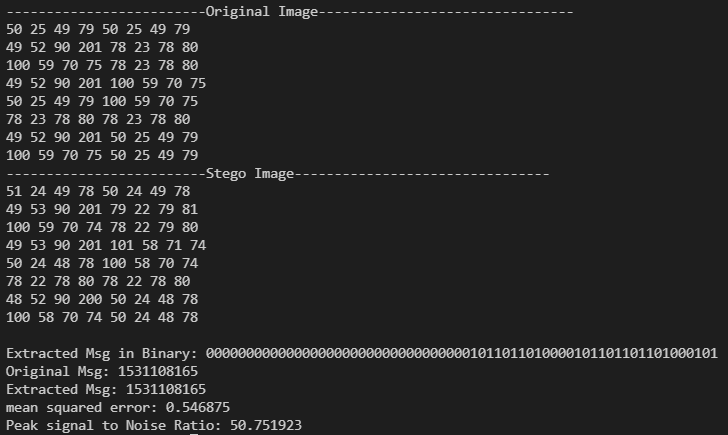 -------------------------Original Image--------------------------------
50 25 49 79 50 25 49 79
49 52 90 201 78 23 78 80
100 59 70 75 78 23 78 80
49 52 90 201 100 59 70 75
50 25 49 79 100 59 70 75
78 23 78 80 78 23 78 80
49 52 90 201 50 25 49 79
100 59 70 75 50 25 49 79
-------------------------Stego Image--------------------------------
51 24 49 78 50 24 49 78
49 53 90 201 79 22 79 81
100 59 70 74 78 22 79 80
49 53 90 201 101 58 71 74
50 24 48 78 100 58 70 74
78 22 78 80 78 22 78 80
48 52 90 200 50 24 48 78
100 58 70 74 50 24 48 78
Extracted Msg in Binary: 0000000000000000000000000000000001011011010000101101101101000101
Original Msg: 1531108165
Extracted Msg: 1531108165
mean squared error: 0.546875
Peak signal to Noise Ratio: 50.751923